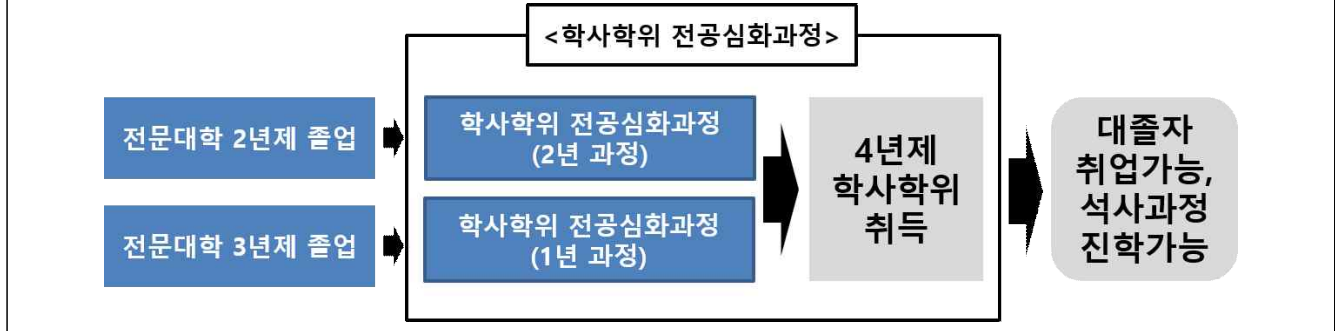 <학사학위 전공심화과정>
전문대학 2년제 졸업
학사학위 전공심화과정
(2년 과정)
전문대학 3년제 졸업
학사학위 전공심화과정
(1년 과정)
4년제
학사학위
취득
대졸자
취업가능,
석사과정
진학가능